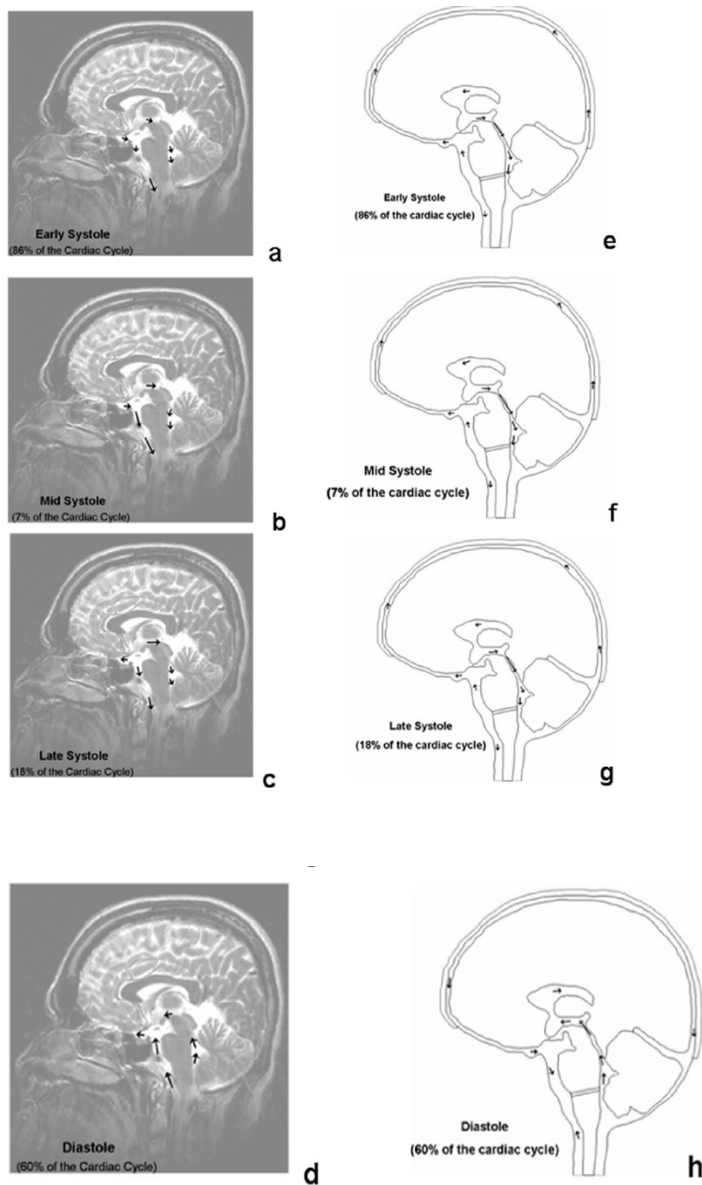 Early Systole
(86% of the Cardiac Cycle)
a
Early Systole
(86% of the cardiac cycle)
e
Mid Systole
(7% of the Cardiac Cycle)
b
Mid Systole
(7% of the cardiac cycle)
f
Late Systole
(18% of the Cardiac Cycle)
c
Late Systole
(18% of the cardiac cycle)
g
Diastole
(60% of the Cardiac Cycle)
d
Diastole
(60% of the cardiac cycle)
h